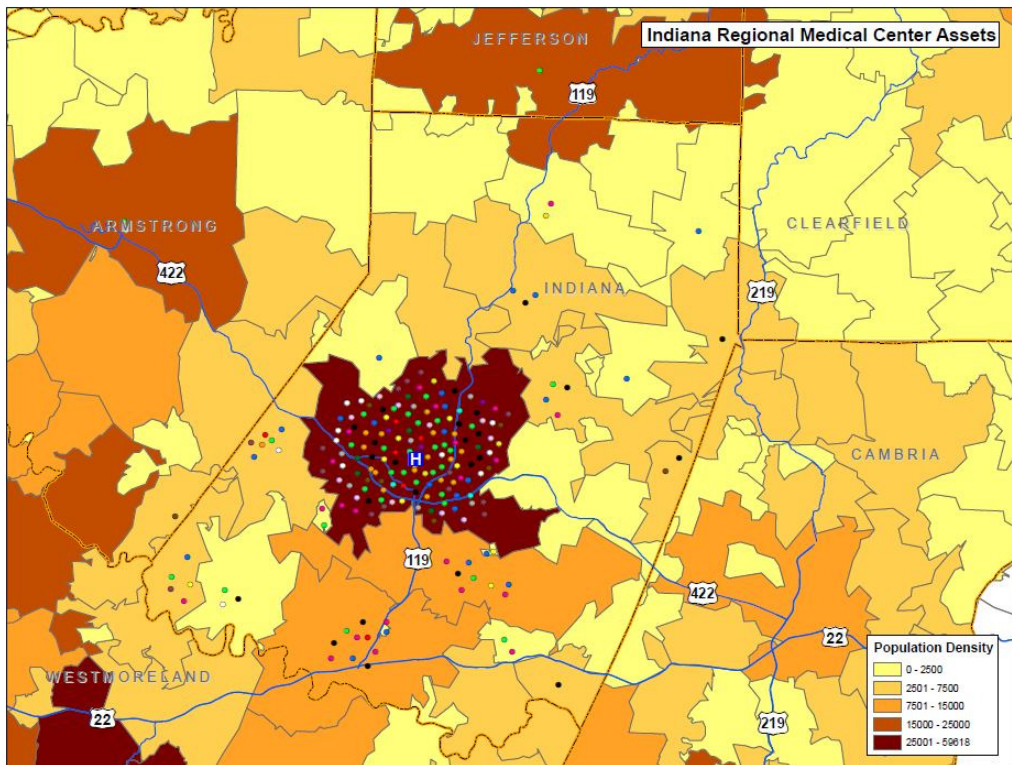 JEFFERSON
Indiana Regional Medical Center Assets
119
ARMSTRONG
CLEARFIELD
422
INDIANA
219
H
CAMBRIA
119
422
22
WESTMORELAND
22
219
Population Density
0 - 2500
2501 - 7500
7501 - 15000
15000 - 25000
25001 - 59618